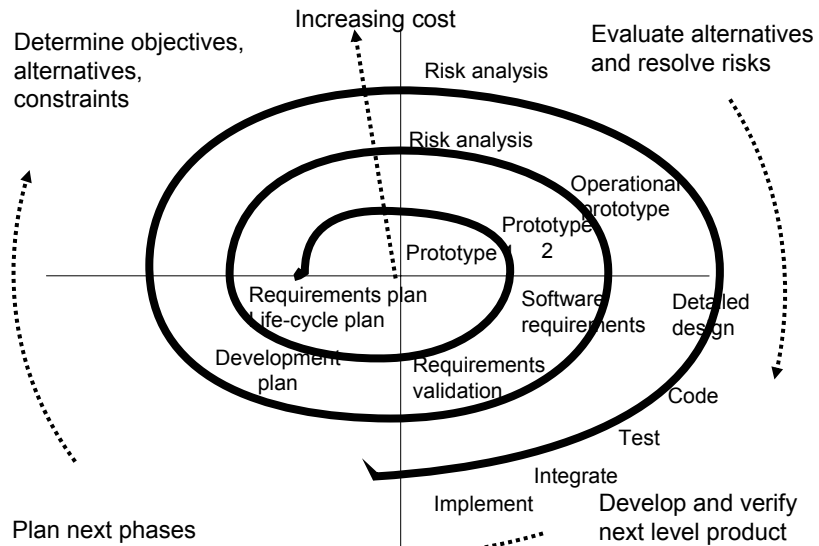 Increasing cost
Determine objectives,
alternatives,
constraints
Evaluate alternatives
and resolve risks
Risk analysis
Risk analysis
Operational
prototype
Prototype
2
Prototype
Requirements plan
Life-cycle plan
Software
requirements
Detailed
design
Development
plan
Requirements
validation
Code
Test
Integrate
Implement
Develop and verify
next level product
Plan next phases